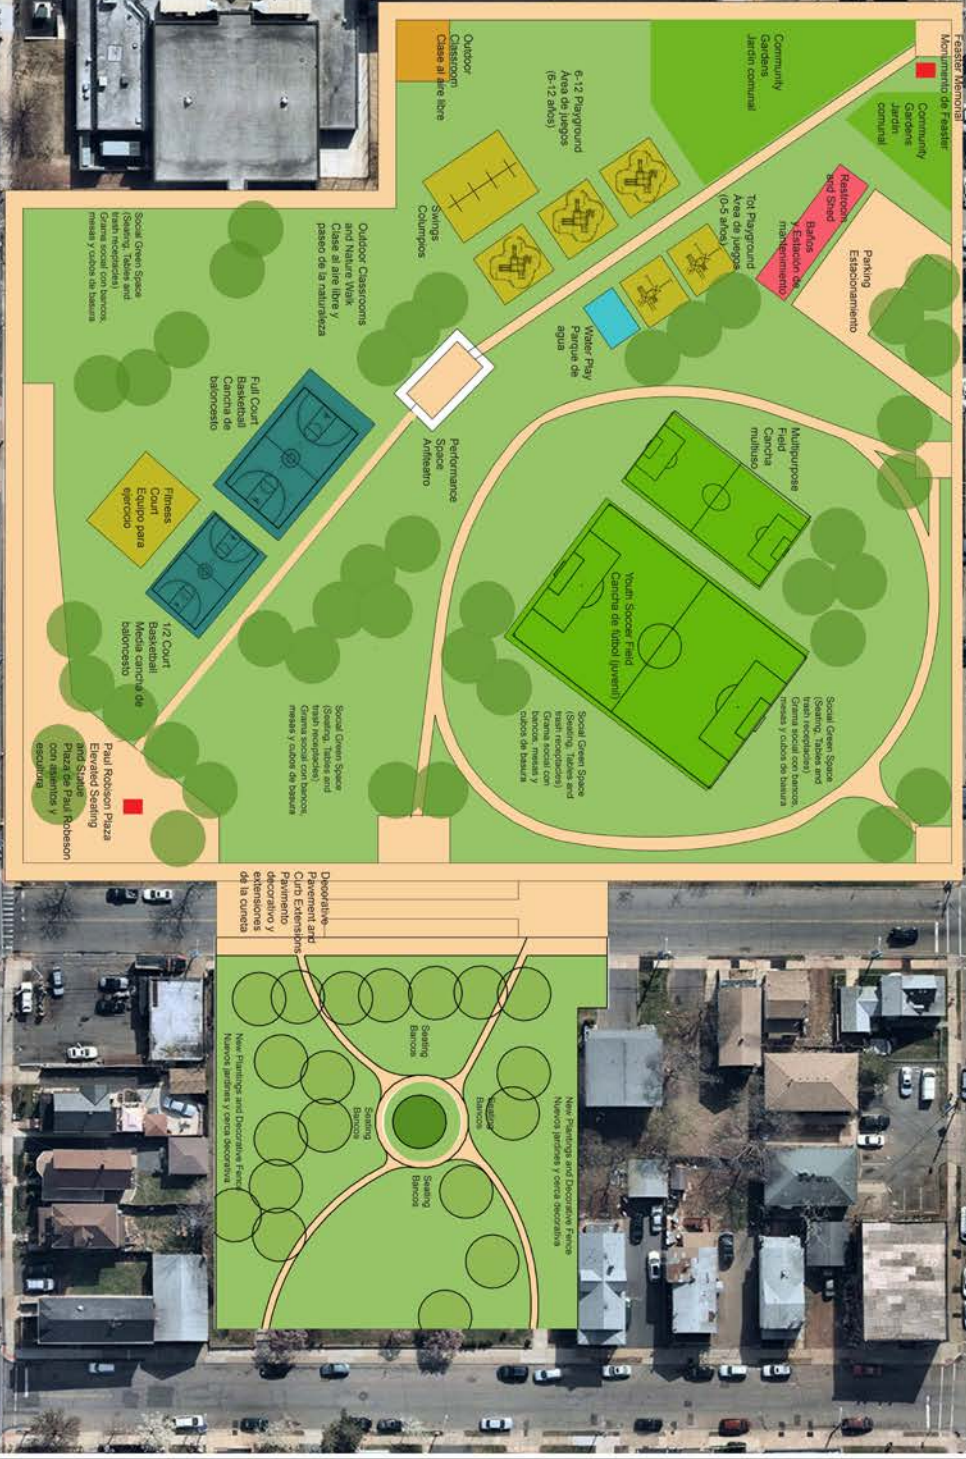 Feaster Memorial
Monumento de Feaster
Community
Gardens
Jardín
comunal
Community
Gardens
Jardín comunal
Restroom
and Shed
Baños
y Estación de
mantenimiento
Parking
Estacionamiento
Outdoor
Classroom
Clase al aire libre
6-12 Playground
Área de juegos
(6-12 años)
Tot Playground
Área de juegos
(0-5 años)
Swings
Columpios
Water Play
Parque de
agua
Outdoor Classrooms
and Nature Walk
Clase al aire libre y
paseo de la naturaleza
Social Green Space
(Seating, Tables and
trash receptacles)
Grama social con bancos,
mesas y cubos de basura
Multipurpose
Field
Cancha
multiuso
Performance
Space
Anfiteatro
Full Court
Basketball
Cancha de
baloncesto
Fitness
Court
Equipo para
ejercicio
Youth Soccer Field
Cancha de fútbol (juvenil)
1/2 Court
Basketball
Media cancha de
baloncesto
Social Green Space
(Seating, Tables and
trash receptacles)
Grama social con bancos,
mesas y cubos de basura
Social Green Space
(Seating, Tables and
trash receptacles)
Grama social con
bancos, mesas y
cubos de basura
Social Green Space
(Seating, Tables and
trash receptacles)
Grama social con bancos,
mesas y cubos de basura
Paul Robison Plaza
Elevated Seating
and Statue
Plaza de Paul Robeson
con asientos y
escultura
Decorative
Pavement and
Curb Extensions
Pavimento
decorativo y
extensiones
de la cuneta
Seating
Bancos
Seating
Bancos
Seating
Bancos
Seating
Bancos
New Plantings and Decorative Fence
Nuevos jardines y cerca decorativa
New Plantings and Decorative Fence
Nuevos jardines y cerca decorativa